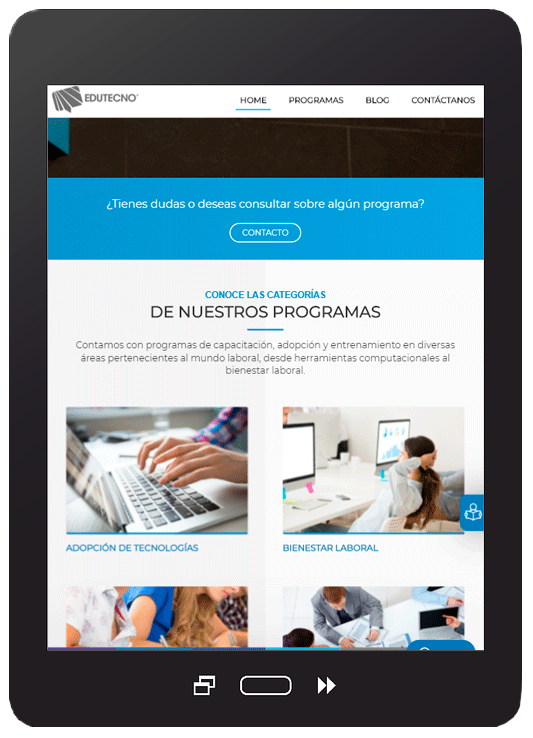 EDUTECNO
HOME PROGRAMAS BLOG CONTÁCTANOS
¿Tienes dudas o deseas consultar sobre algún programa?
CONTACTO
CONOCE LAS CATEGORÍAS
DE NUESTROS PROGRAMAS
Contamos con programas de capacitación, adopción y entrenamiento en diversas
áreas pertenecientes al mundo laboral, desde herramientas computacionales al
bienestar laboral.
ADOPCIÓN DE TECNOLOGÍAS
BIENESTAR LABORAL